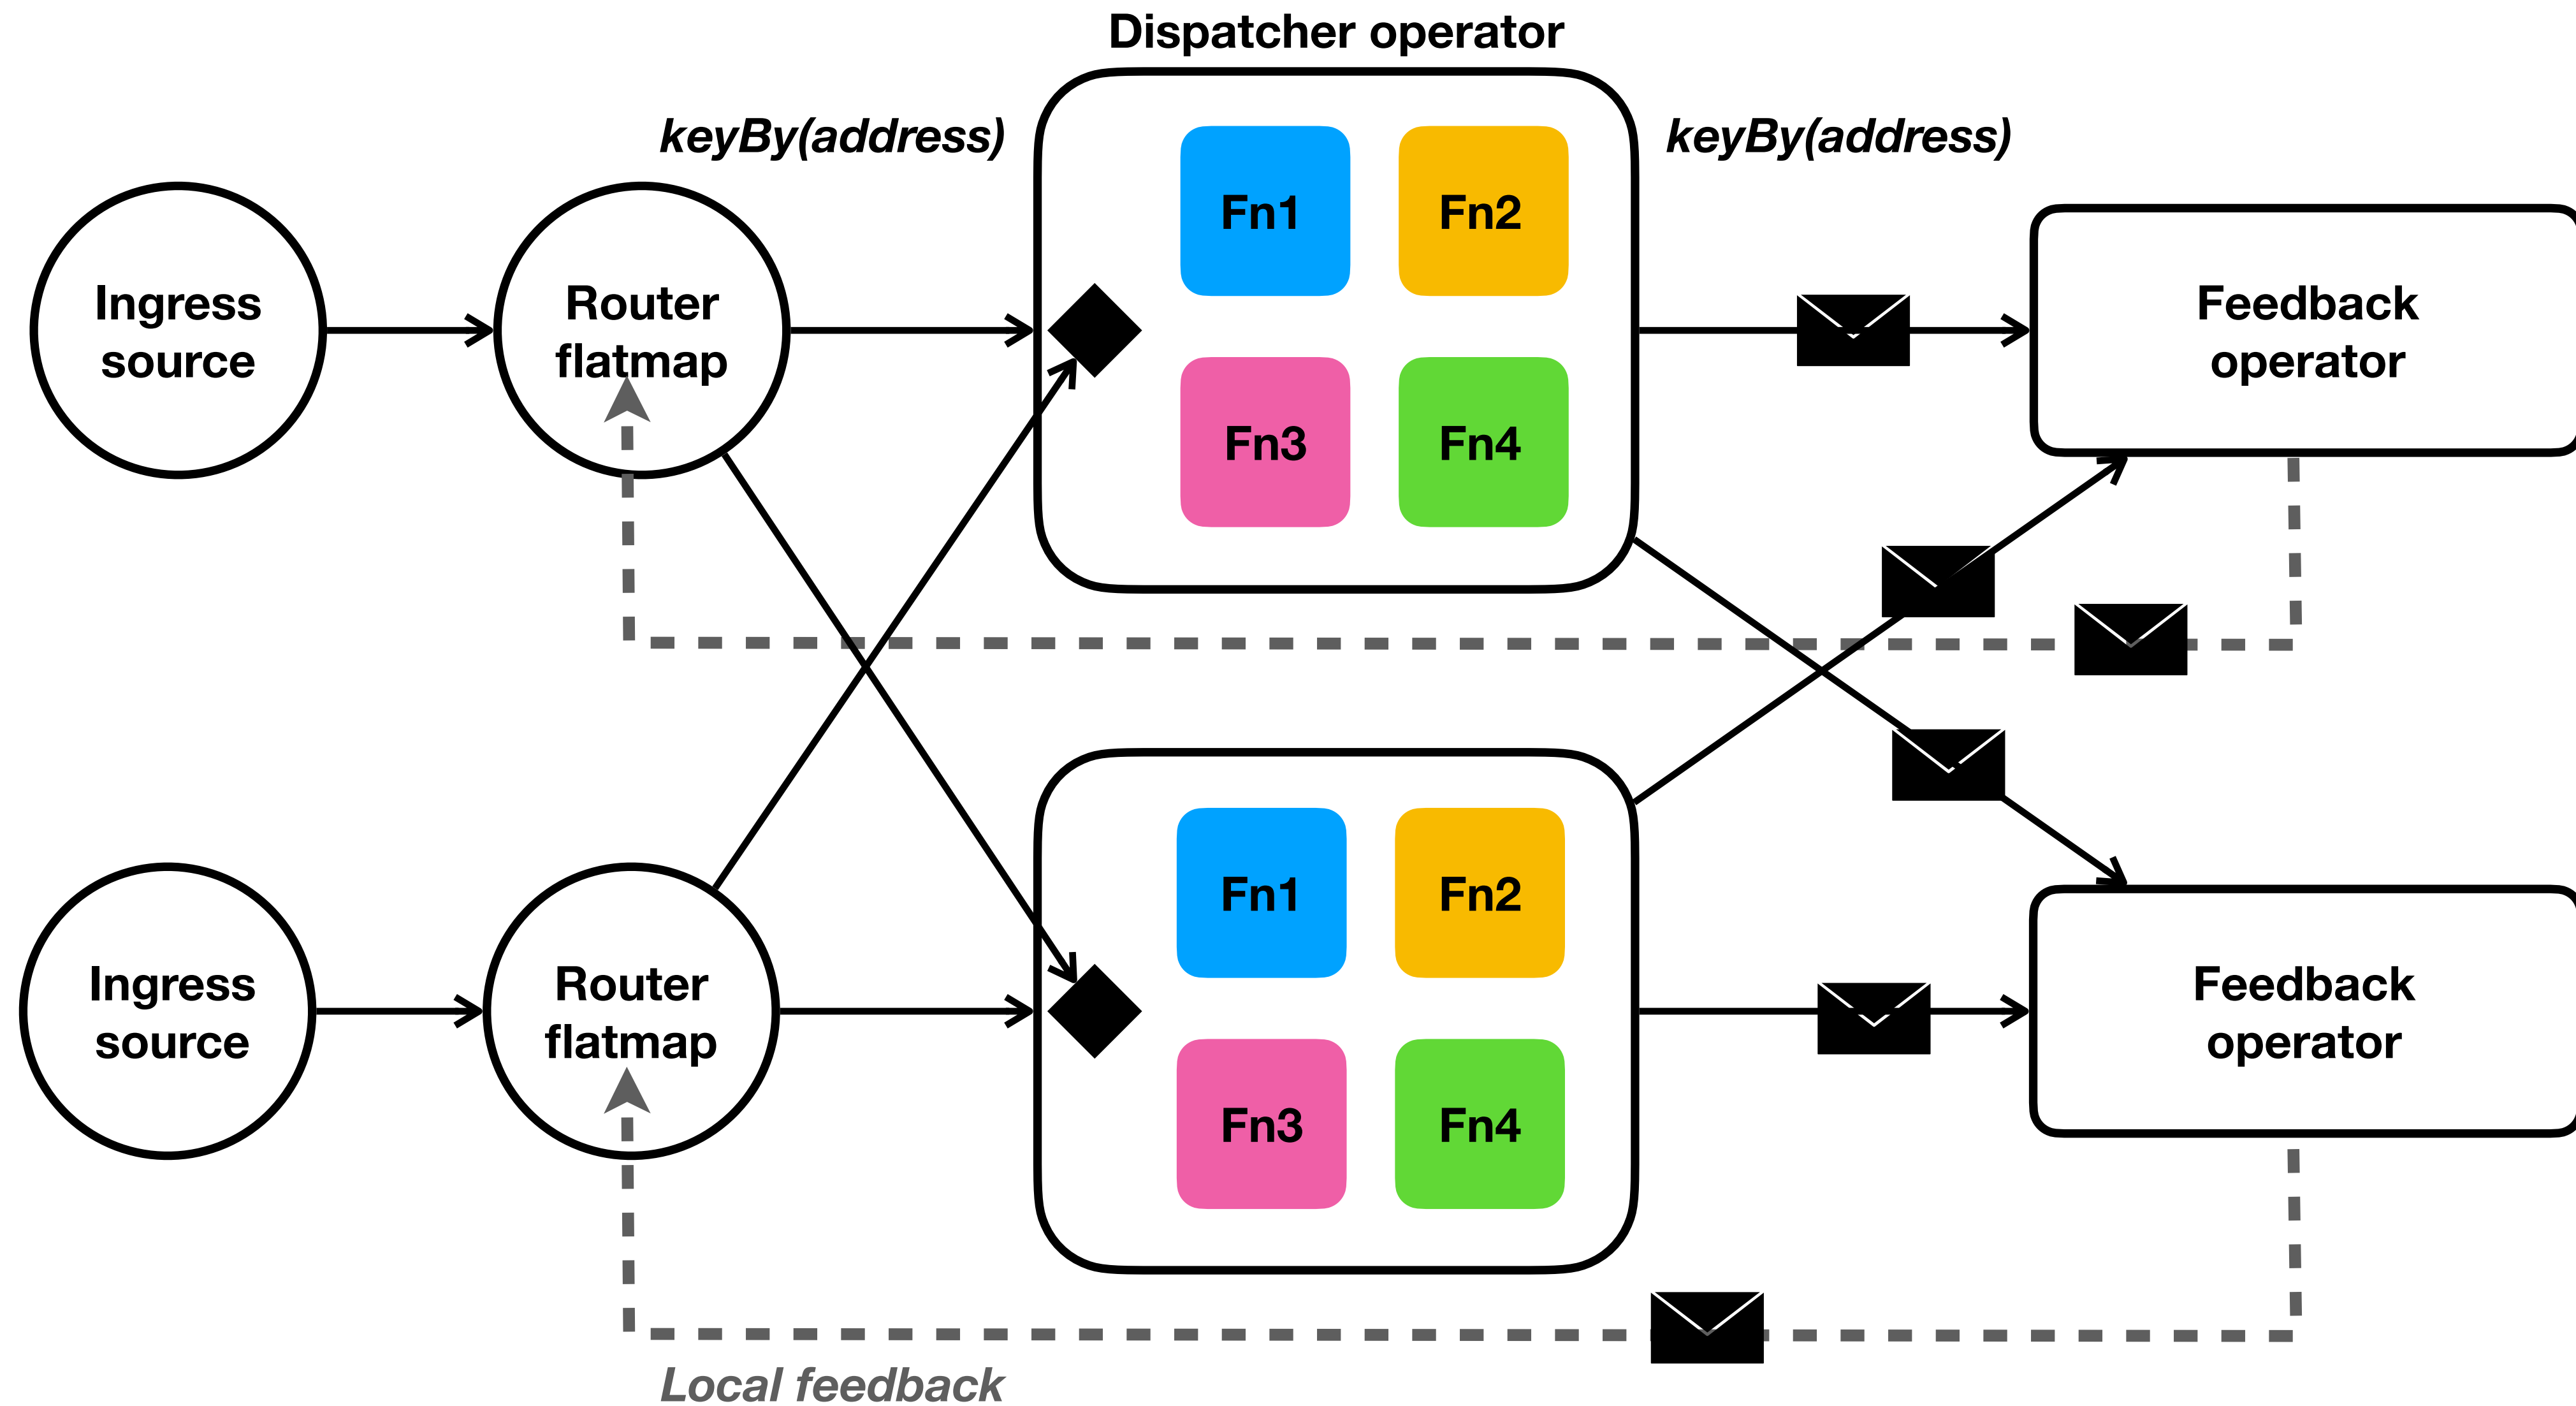 Dispatcher operator
keyBy(address)
keyBy(address)
Fn1
Fn2
Ingress
source
Router
flatmap
Feedback
operator
Fn3
Fn4
Fn1
Fn2
Ingress
source
Router
flatmap
Feedback
operator
Fn3
Fn4
Local feedback